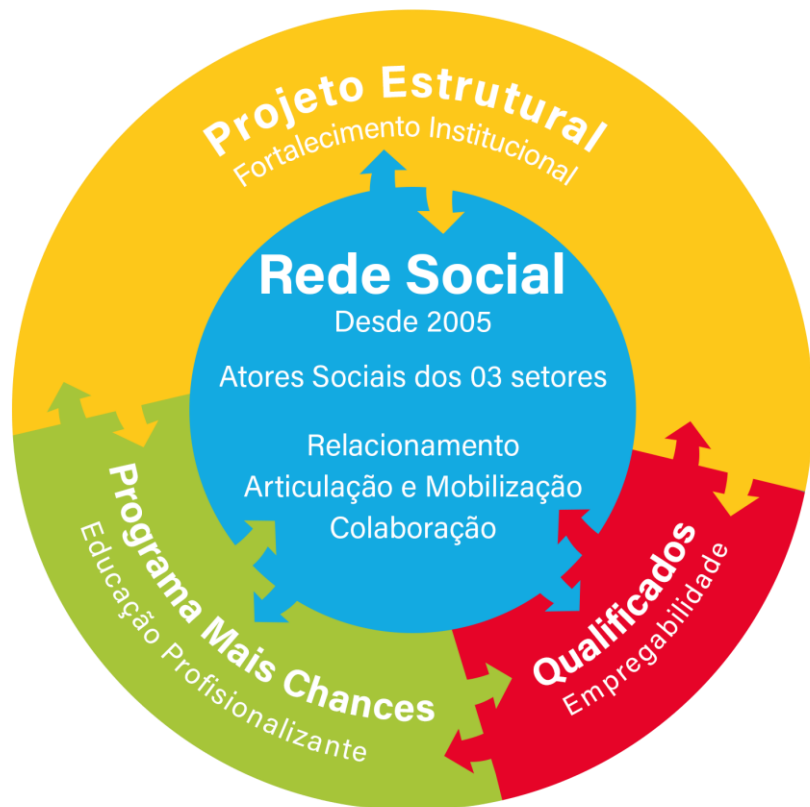 Projeto Estrutural
Fortalecimento Institucional
Rede Social
Desde 2005
Atores Sociais dos 03 setores
Relacionamento
Articulação e Mobilização
Colaboração
Programa Mais Chances
Educação Profisionalizante
Qualificados
Empregabilidade